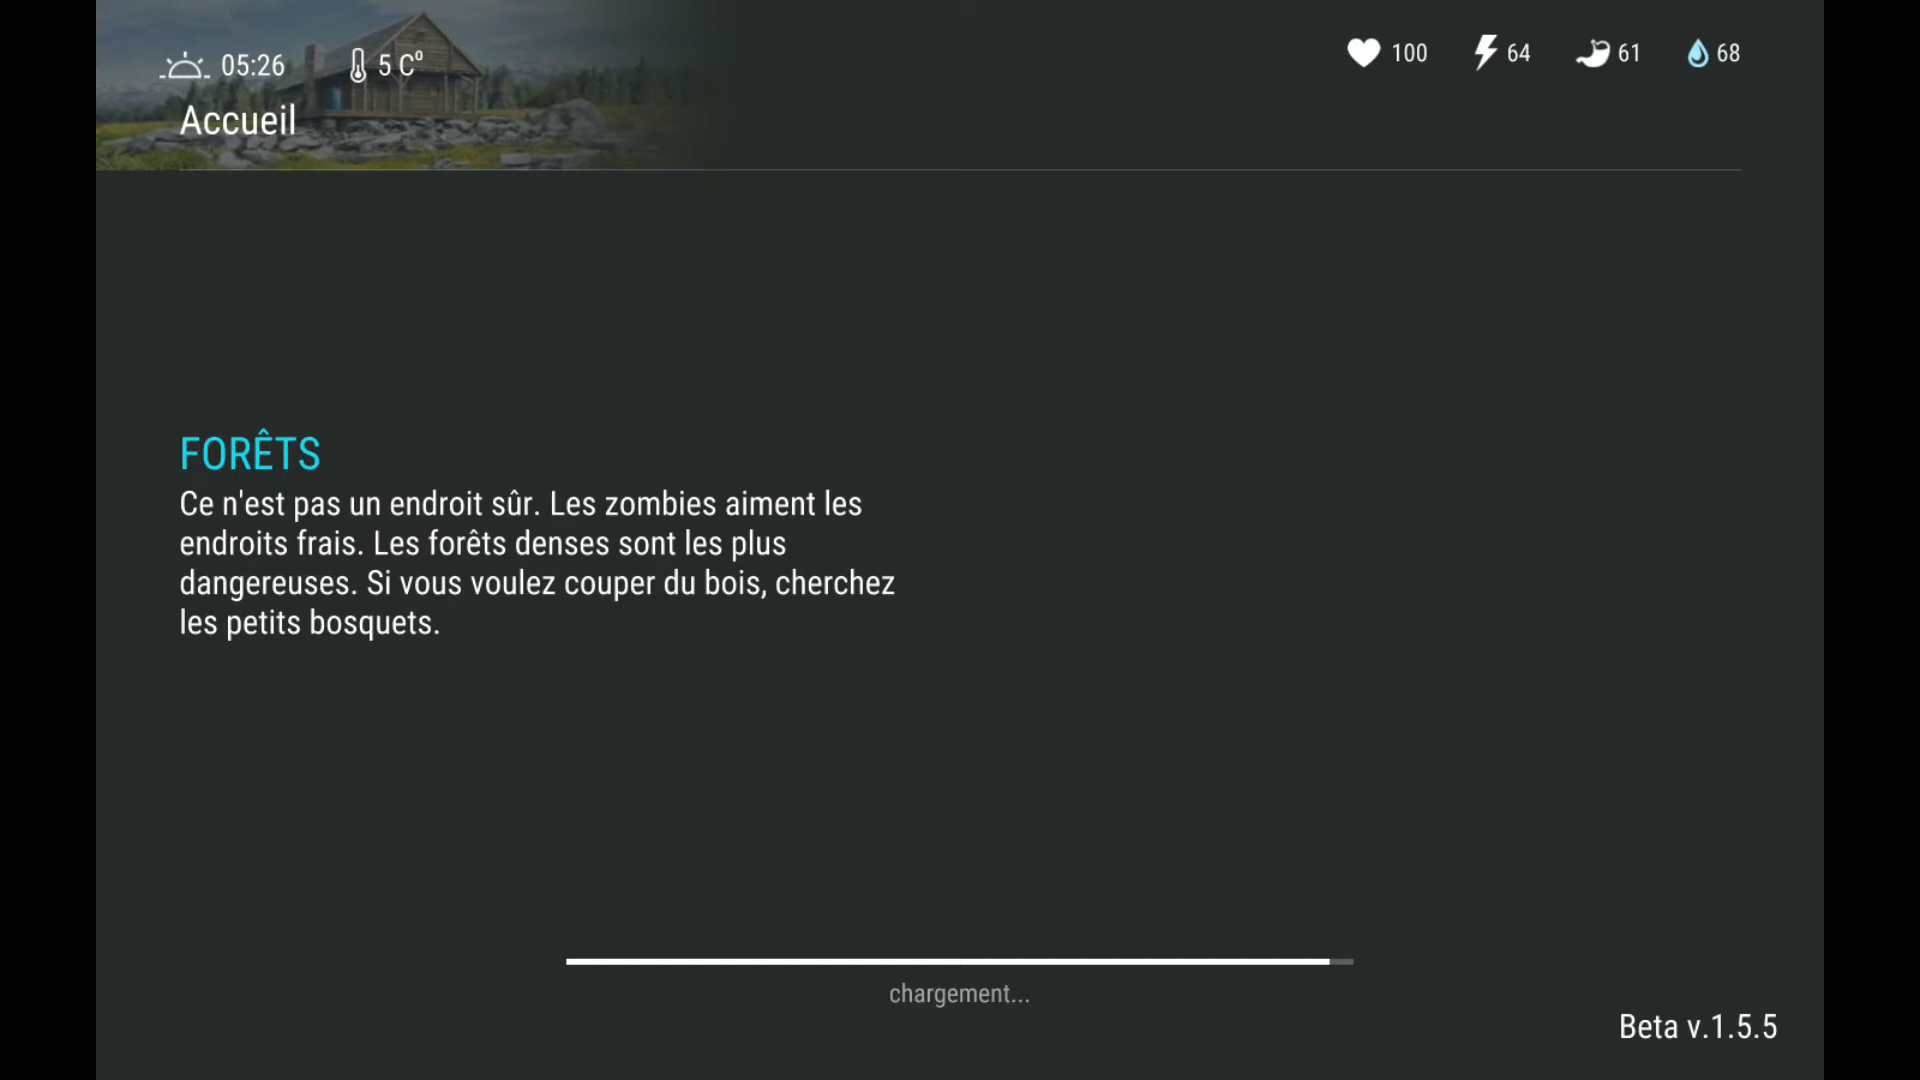 05:26 5 Cº
100 64 61 68
Accueil
FORÊTS
Ce n'est pas un endroit sûr. Les zombies aiment les
endroits frais. Les forêts denses sont les plus
dangereuses. Si vous voulez couper du bois, cherchez
les petits bosquets.
chargement...
Beta v.1.5.5